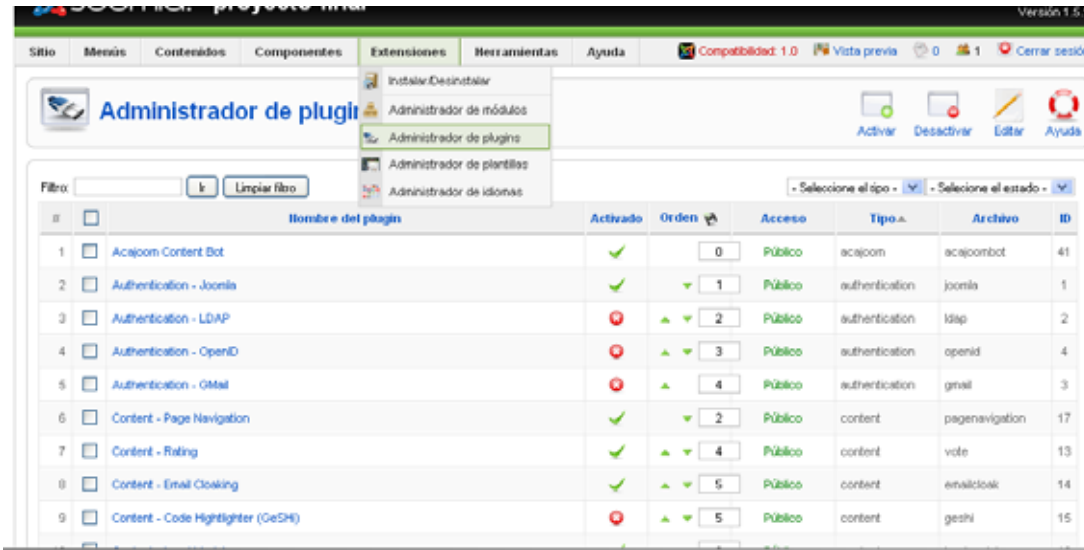 Joomla! proyecto final
Versión 1.5.
Sitio Menús Contenidos Componentes Extensiones Herramientas Ayuda Compatibilidad: 1.0 Vista previa 0 1 Cerrar sesió
Instalar/Desinstalar
Administrador de módulos
Administrador de plugins
Administrador de plantillas
Administrador de idiomas
Administrador de plugin
Activar Desactivar Editar Ayuda
Filtro: Ir Limpiar filtro - Seleccione el tipo - - Selecione el estado -
# Nombre del plugin Activado Orden Acceso Tipo Archivo ID
1 Acajoom Content Bot 0 Público acajoom acajoombot 41
2 Authentication - Joomla 1 Público authentication joomla 1
3 Authentication - LDAP 2 Público authentication ldap 2
4 Authentication - OpenID 3 Público authentication openid 4
5 Authentication - GMail 4 Público authentication gmail 3
6 Content - Page Navigation 2 Público content pagenavigation 17
7 Content - Rating 4 Público content vote 13
8 Content - Email Cloaking 5 Público content emailcloak 14
9 Content - Code Hightlighter (GeSHi) 5 Público content geshi 15